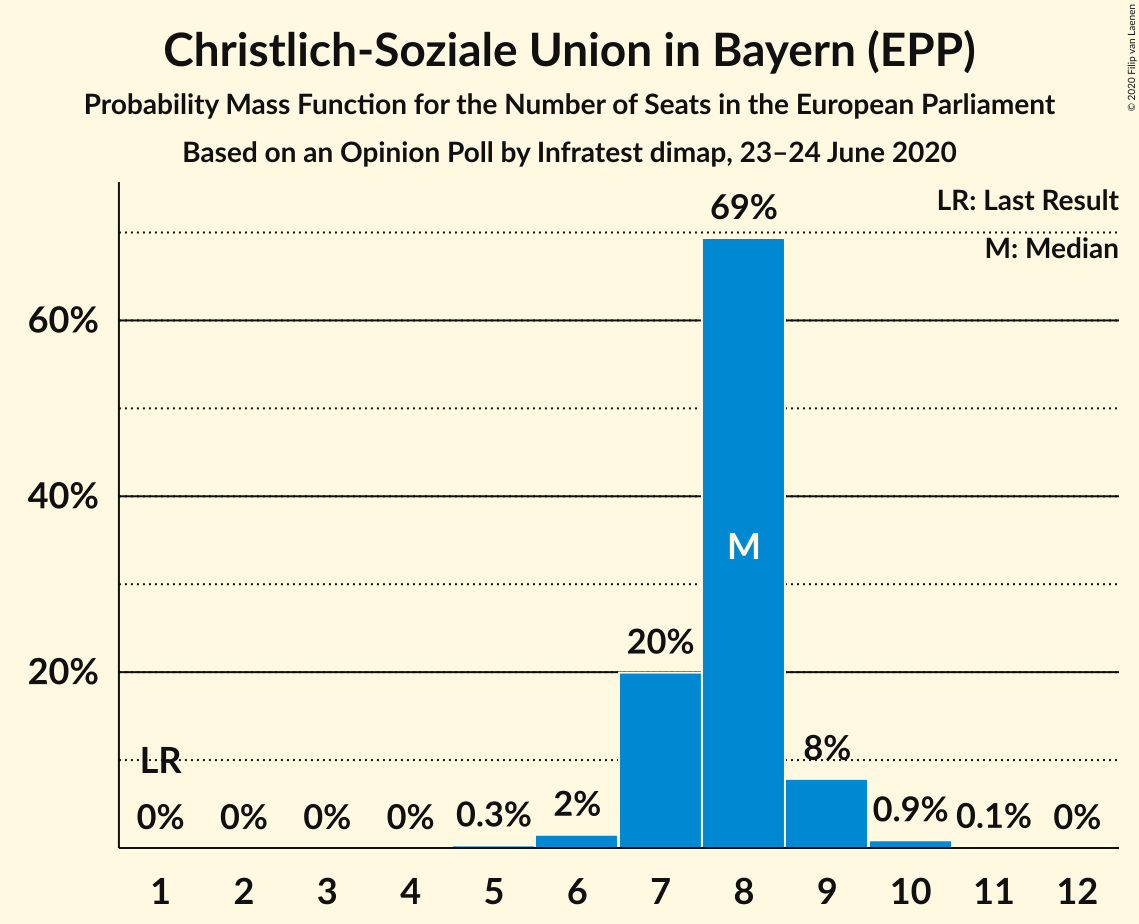 Christlich-Soziale Union in Bayern (EPP)
Probability Mass Function for the Number of Seats in the European Parliament
Based on an Opinion Poll by Infratest dimap, 23–24 June 2020
© 2020 Filip van Laenen
LR: Last Result
M: Median
69%
60%
40%
M
20%
20%
LR
8%
0% 0% 0% 0% 0.3% 2% 0.9% 0.1% 0%
1 2 3 4 5 6 7 8 9 10 11 12